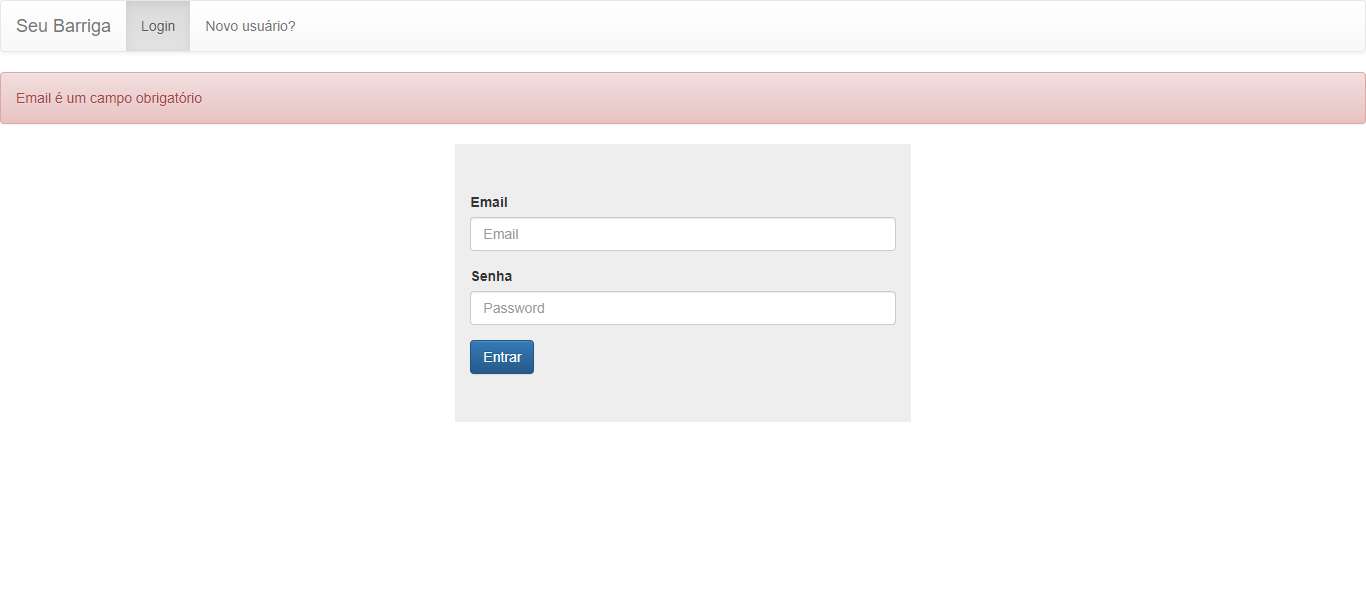 Seu Barriga Login Novo usuário?
Email é um campo obrigatório
Email
Email
Senha
Password
Entrar